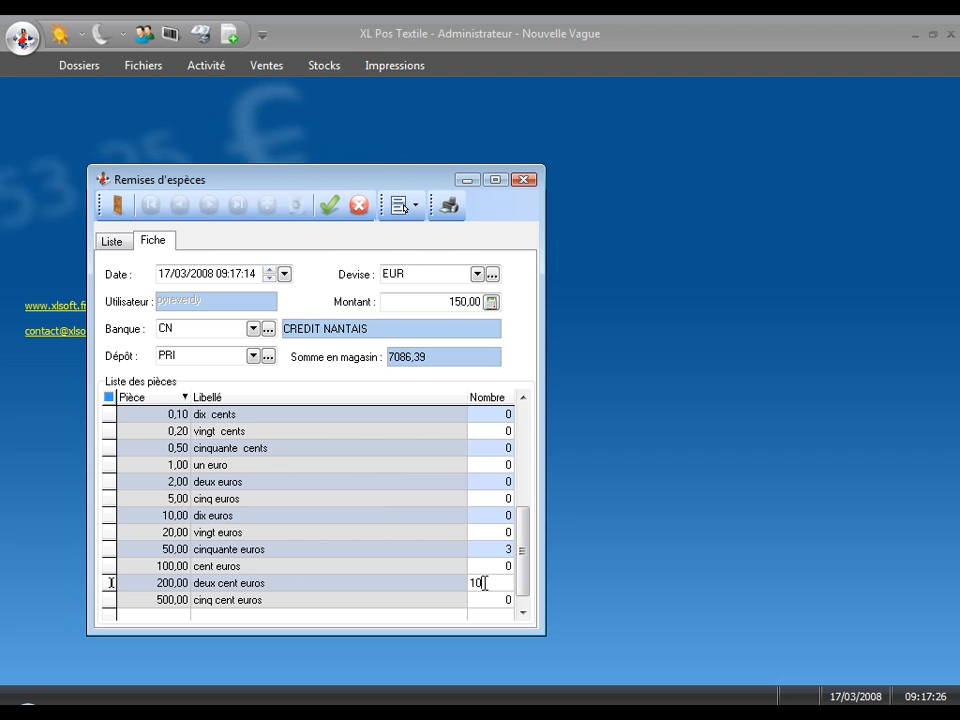 XL Pos Textile - Administrateur - Nouvelle Vague
Dossiers Fichiers Activité Ventes Stocks Impressions
53,25 €
Remises d'espèces
Liste Fiche
Date : 17/03/2008 09:17:14 Devise : EUR
Utilisateur : pyreverdy Montant : 150,00
www.xlsoft.f
Banque : CN CREDIT NANTAIS
contact@xlso
Dépôt : PRI Somme en magasin : 7086,39
Liste des pièces
Pièce Libellé Nombre
0,10 dix cents 0
0,20 vingt cents 0
0,50 cinquante cents 0
1,00 un euro 0
2,00 deux euros 0
5,00 cinq euros 0
10,00 dix euros 0
20,00 vingt euros 0
50,00 cinquante euros 3
100,00 cent euros 0
200,00 deux cent euros 10
500,00 cinq cent euros 0
17/03/2008 09:17:26